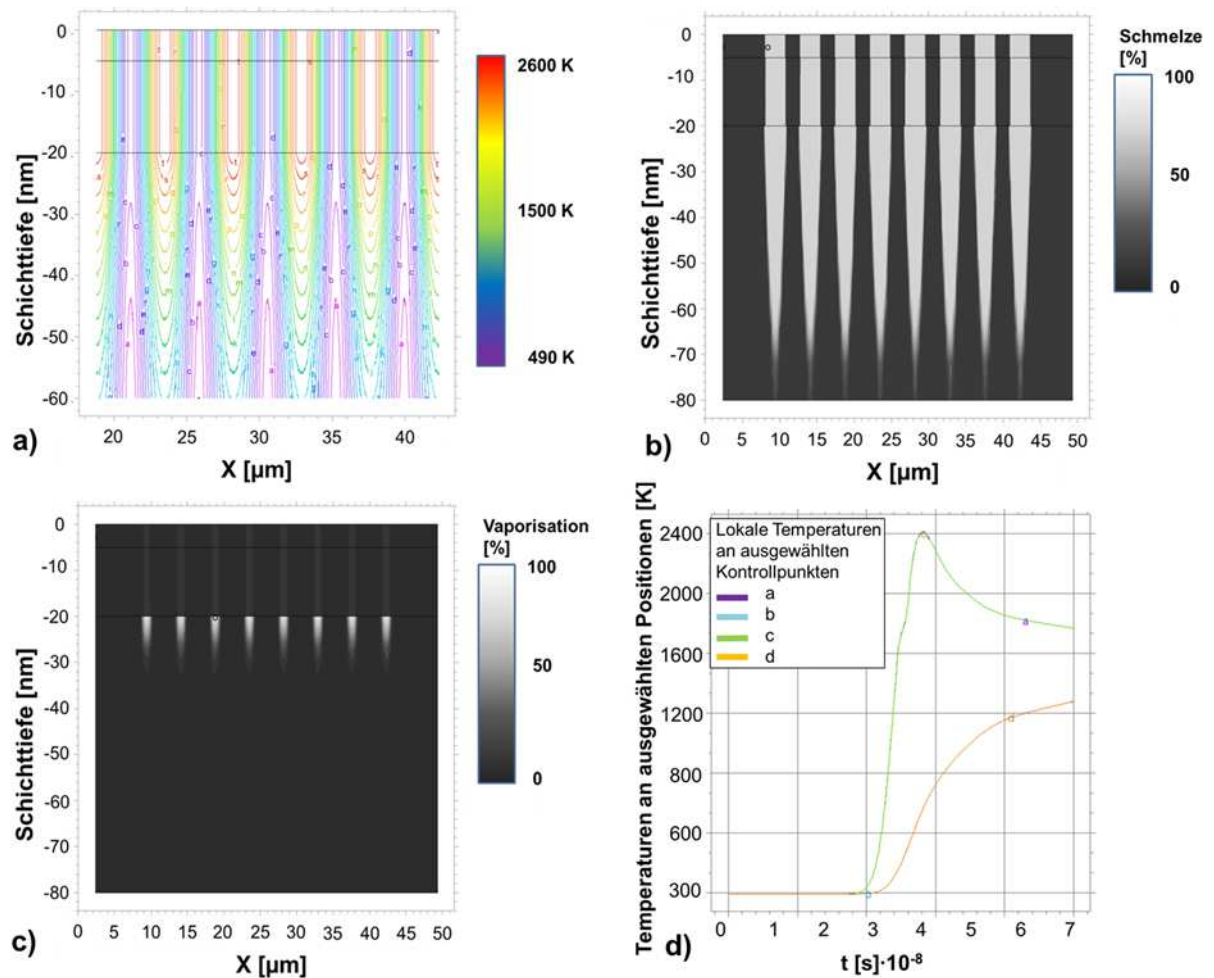 0
-10
-20
-30
-40
-50
-60
Schichttiefe [nm]
20 25 30 35 40
X [µm]
a)
2600 K
1500 K
490 K
0
-10
-20
-30
-40
-50
-60
-70
-80
Schichttiefe [nm]
0 5 10 15 20 25 30 35 40 45 50
X [µm]
b)
Schmelze
[%]
100
50
0
0
-10
-20
-30
-40
-50
-60
-70
-80
Schichttiefe [nm]
0 5 10 15 20 25 30 35 40 45 50
X [µm]
c)
Vaporisation
[%]
100
50
0
Temperaturen an ausgewählten Positionen [K]
2400
2000
1600
1200
800
600
300
Lokale Temperaturen
an ausgewählten
Kontrollpunkten
a
b
c
d
a
0 1 2 3 4 5 6 7
t [s]·10⁻⁸
d)